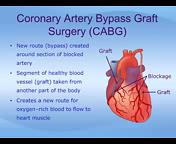 Coronary Artery Bypass Graft
Surgery (CABG)
• New route (bypass) created
around section of blocked
artery
• Segment of healthy blood
vessel (graft) taken from
another part of the body
• Creates a new route for
oxygen-rich blood to flow to
heart muscle
Graft
Blockage
Graft